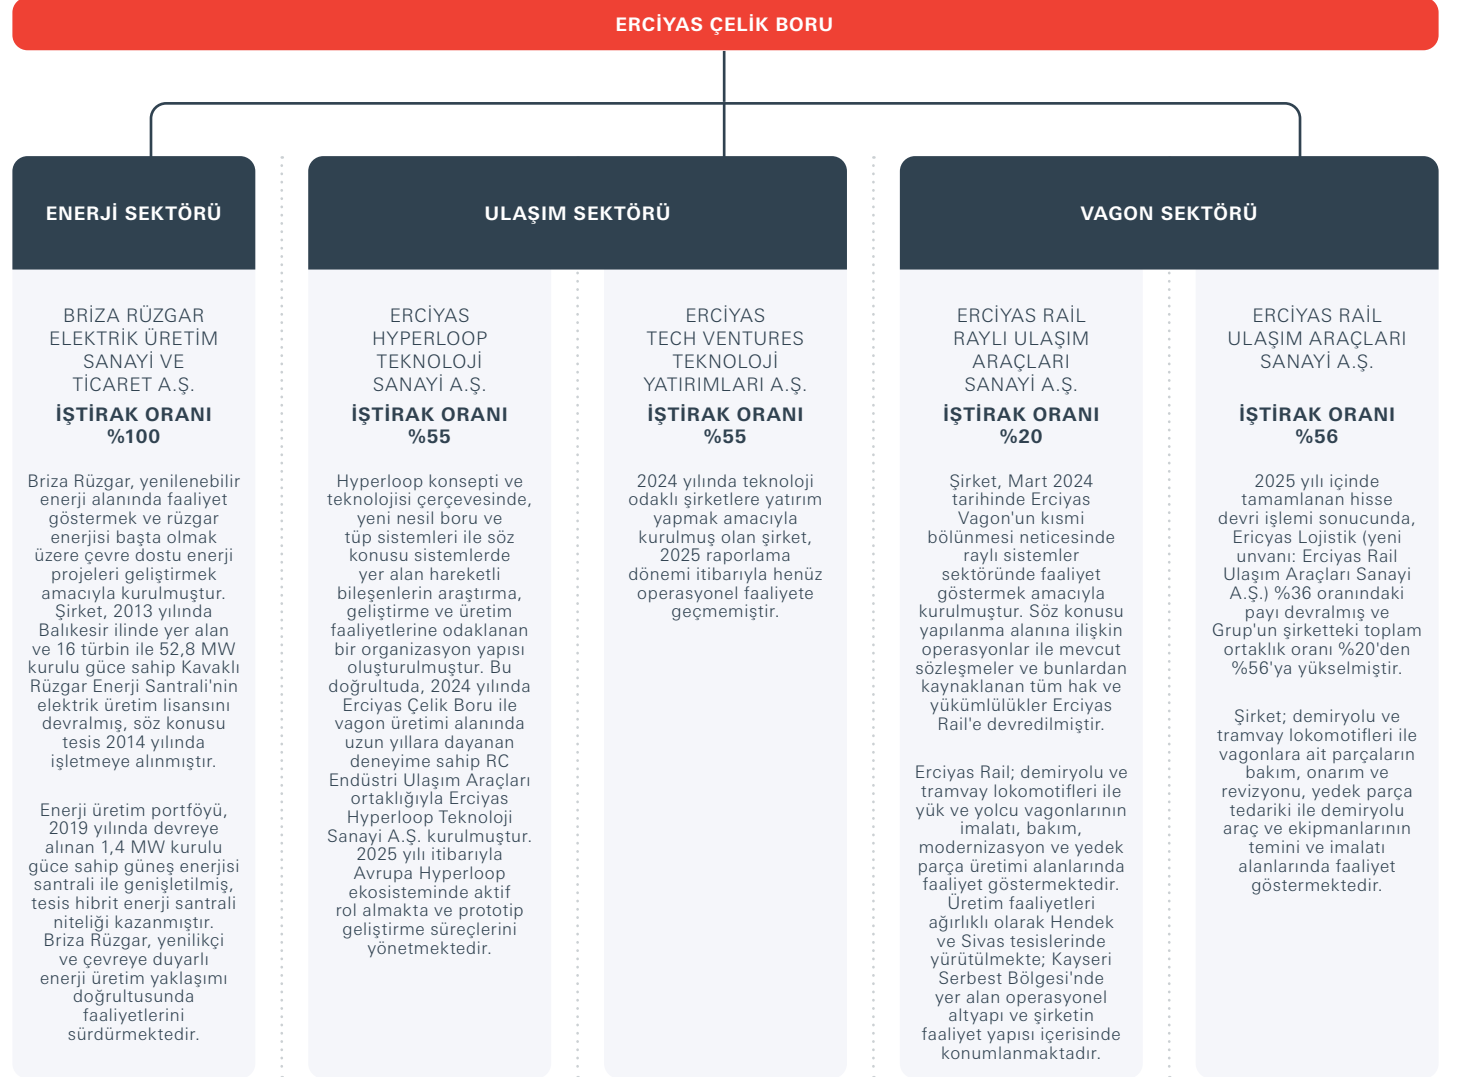 ERCİYAS ÇELİK BORU
ENERJİ SEKTÖRÜ
BRİZA RÜZGAR
ELEKTRİK ÜRETİM
SANAYİ VE
TİCARET A.Ş.
İŞTİRAK ORANI
%100
Briza Rüzgar, yenilenebilir
enerji alanında faaliyet
göstermek ve rüzgar
enerjisi başta olmak
üzere çevre dostu enerji
projeleri geliştirmek
amacıyla kurulmuştur.
Şirket, 2013 yılında
Balıkesir ilinde yer alan
ve 16 türbin ile 52,8 MW
kurulu güce sahip Kavaklı
Rüzgar Enerji Santrali'nin
elektrik üretim lisansını
devralmış, söz konusu
tesis 2014 yılında
işletmeye alınmıştır.
Enerji üretim portföyü,
2019 yılında devreye
alınan 1,4 MW kurulu
güce sahip güneş enerjisi
santrali ile genişletilmiş,
tesis hibrit enerji santrali
niteliği kazanmıştır.
Briza Rüzgar, yenilikçi
ve çevreye duyarlı
enerji üretim yaklaşımı
doğrultusunda
faaliyetlerini
sürdürmektedir.
ULAŞIM SEKTÖRÜ
ERCİYAS
HYPERLOOP
TEKNOLOJİ
SANAYİ A.Ş.
İŞTİRAK ORANI
%55
Hyperloop konsepti ve
teknolojisi çerçevesinde,
yeni nesil boru ve
tüp sistemleri ile söz
konusu sistemlerde
yer alan hareketli
bileşenlerin araştırma,
geliştirme ve üretim
faaliyetlerine odaklanan
bir organizasyon yapısı
oluşturulmuştur. Bu
doğrultuda, 2024 yılında
Erciyas Çelik Boru ile
vagon üretimi alanında
uzun yıllara dayanan
deneyime sahip RC
Endüstri Ulaşım Araçları
ortaklığıyla Erciyas
Hyperloop Teknoloji
Sanayi A.Ş. kurulmuştur.
2025 yılı itibarıyla
Avrupa Hyperloop
ekosisteminde aktif
rol almakta ve prototip
geliştirme süreçlerini
yönetmektedir.
ERCİYAS
TECH VENTURES
TEKNOLOJİ
YATIRIMLARI A.Ş.
İŞTİRAK ORANI
%55
2024 yılında teknoloji
odaklı şirketlere yatırım
yapmak amacıyla
kurulmuş olan şirket,
2025 raporlama
dönemi itibarıyla henüz
operasyonel faaliyete
geçmemiştir.
VAGON SEKTÖRÜ
ERCİYAS RAİL
RAYLI ULAŞIM
ARAÇLARI
SANAYİ A.Ş.
İŞTİRAK ORANI
%20
Şirket, Mart 2024
tarihinde Erciyas
Vagon'un kısmi
bölünmesi neticesinde
raylı sistemler
sektöründe faaliyet
göstermek amacıyla
kurulmuştur. Söz konusu
yapılanma alanına ilişkin
operasyonlar ile mevcut
sözleşmeler ve bunlardan
kaynaklanan tüm hak ve
yükümlülükler Erciyas
Rail'e devredilmiştir.
Erciyas Rail; demiryolu ve
tramvay lokomotifleri ile
yük ve yolcu vagonlarının
imalatı, bakım,
modernizasyon ve yedek
parça üretimi alanlarında
faaliyet göstermektedir.
Üretim faaliyetleri
ağırlıklı olarak Hendek
ve Sivas tesislerinde
yürütülmekte; Kayseri
Serbest Bölgesi'nde
yer alan operasyonel
altyapı ve şirketin
faaliyet yapısı içerisinde
konumlanmaktadır.
ERCİYAS RAİL
ULAŞIM ARAÇLARI
SANAYİ A.Ş.
İŞTİRAK ORANI
%56
2025 yılı içinde
tamamlanan hisse
devri işlemi sonucunda,
Ericyas Lojistik (yeni
unvanı: Erciyas Rail
Ulaşım Araçları Sanayi
A.Ş.) %36 oranındaki
payı devralmış ve
Grup'un şirketteki toplam
ortaklık oranı %20'den
%56'ya yükselmiştir.
Şirket; demiryolu ve
tramvay lokomotifleri ile
vagonlara ait parçaların
bakım, onarım ve
revizyonu, yedek parça
tedariki ile demiryolu
araç ve ekipmanlarının
temini ve imalatı
alanlarında faaliyet
göstermektedir.